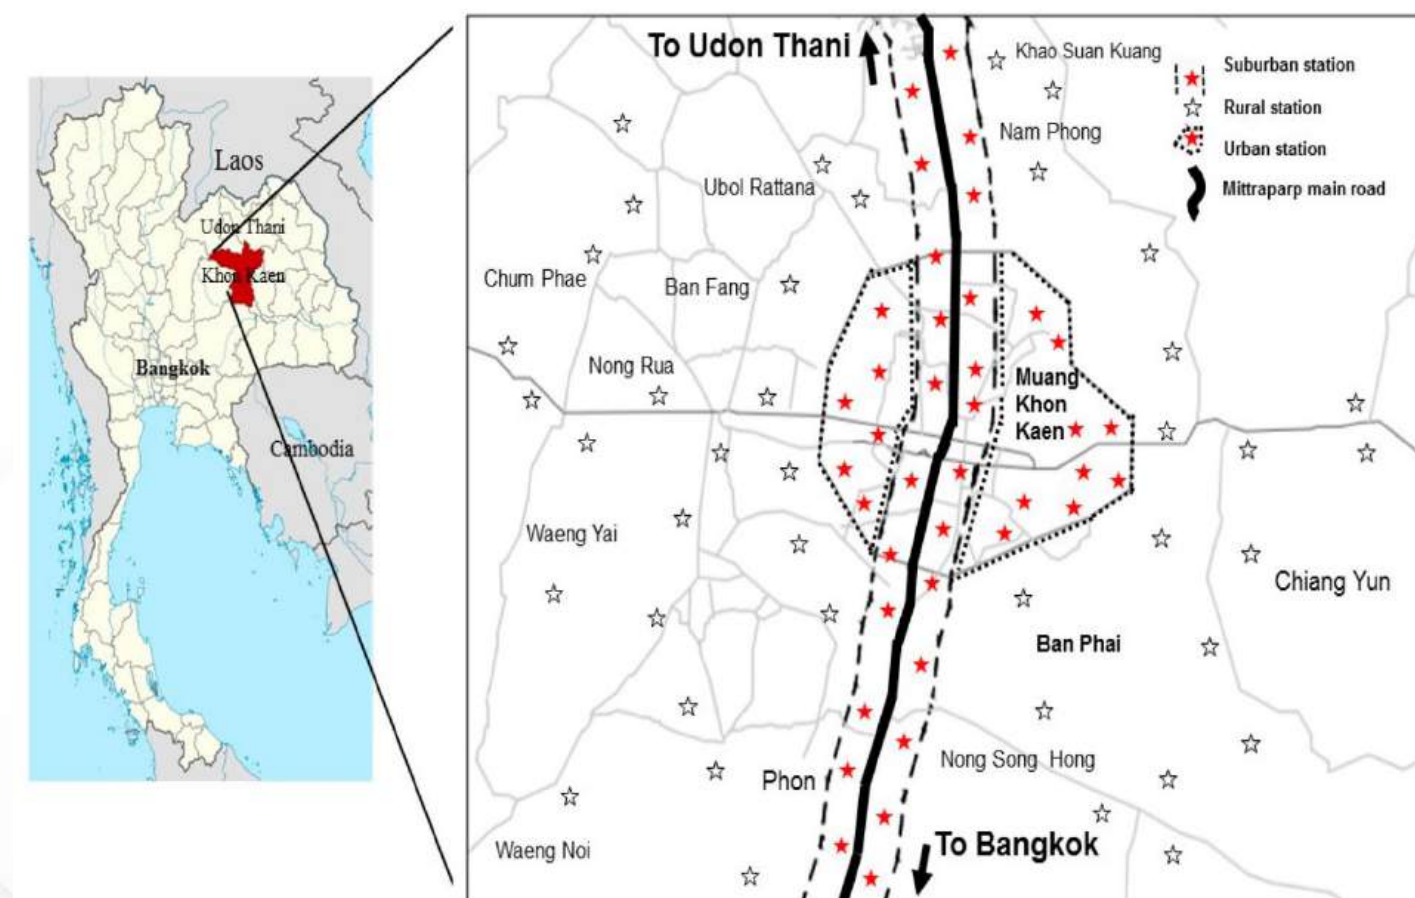 Laos
Udon Thani
Khon Kaen
Bangkok
Cambodia
To Udon Thani
Khao Suan Kuang
Suburban station
Rural station
Nam Phong
Urban station
Ubol Rattana
Mittraparp main road
Chum Phae
Ban Fang
Nong Rua
Muang
Khon
Kaen
Waeng Yai
Chiang Yun
Ban Phai
Nong Song Hong
Phon
To Bangkok
Waeng Noi